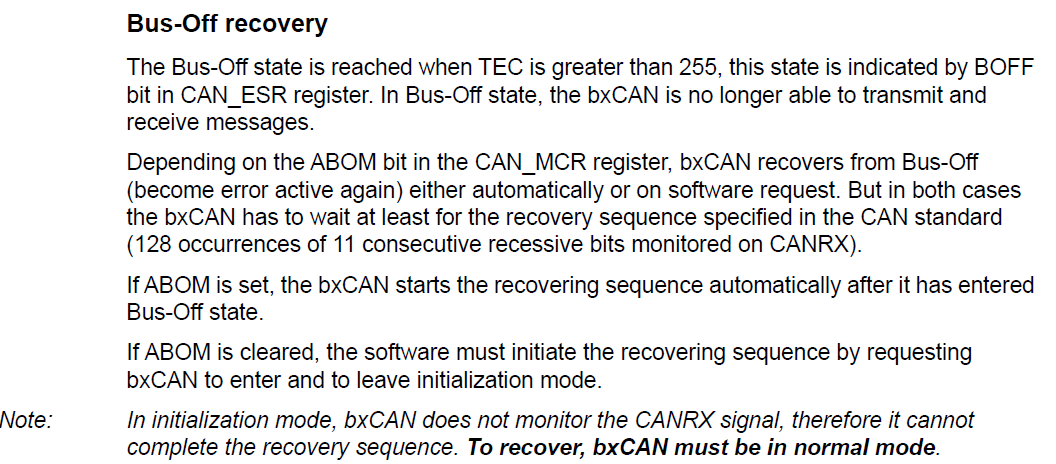 Bus-Off recovery
The Bus-Off state is reached when TEC is greater than 255, this state is indicated by BOFF
bit in CAN_ESR register. In Bus-Off state, the bxCAN is no longer able to transmit and
receive messages.
Depending on the ABOM bit in the CAN_MCR register, bxCAN recovers from Bus-Off
(become error active again) either automatically or on software request. But in both cases
the bxCAN has to wait at least for the recovery sequence specified in the CAN standard
(128 occurrences of 11 consecutive recessive bits monitored on CANRX).
If ABOM is set, the bxCAN starts the recovering sequence automatically after it has entered
Bus-Off state.
If ABOM is cleared, the software must initiate the recovering sequence by requesting
bxCAN to enter and to leave initialization mode.
Note: In initialization mode, bxCAN does not monitor the CANRX signal, therefore it cannot
complete the recovery sequence. To recover, bxCAN must be in normal mode.